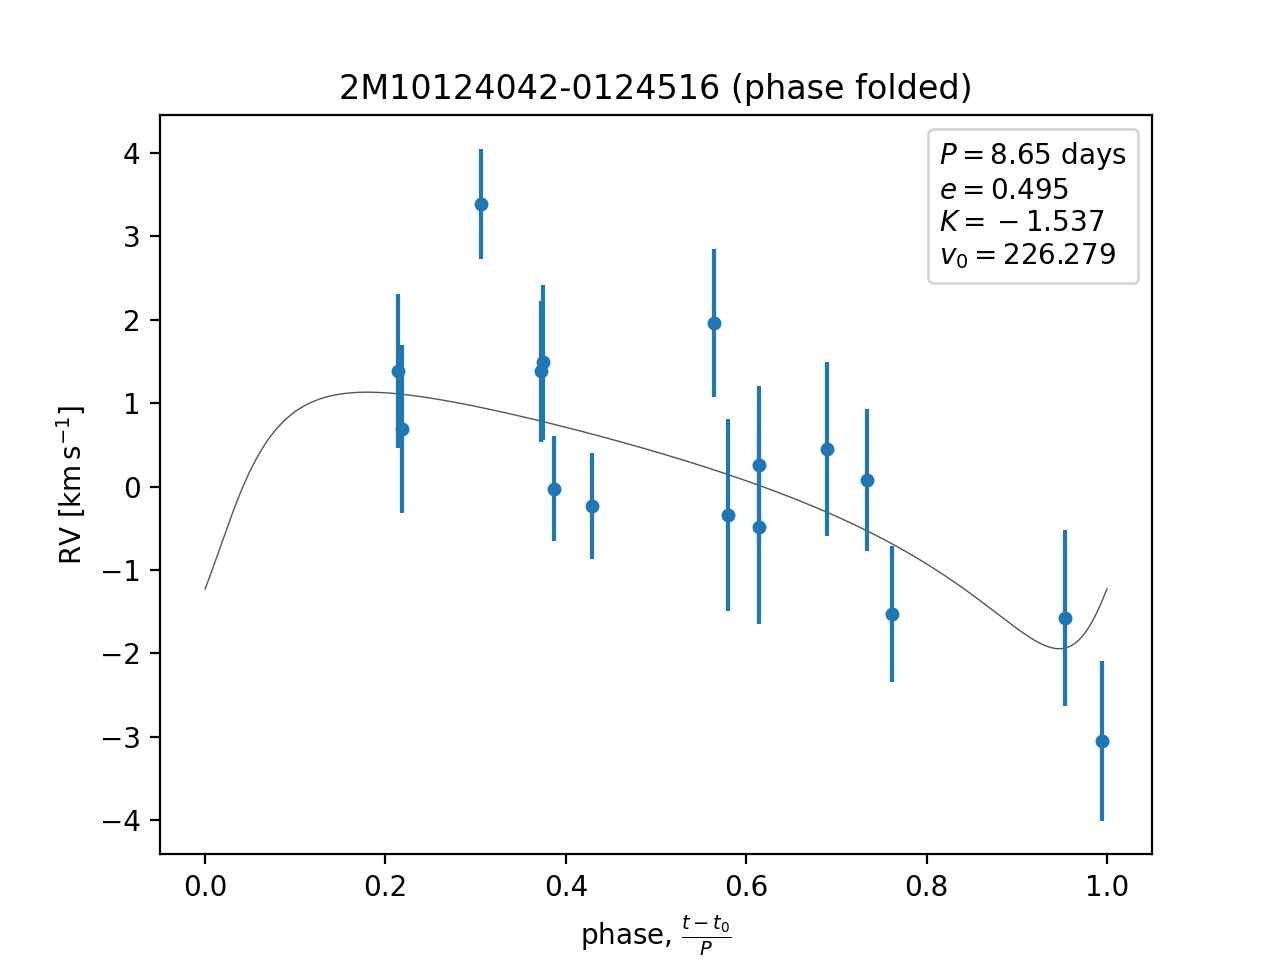 2M10124042-0124516 (phase folded)
P = 8.65 days
e = 0.495
K = −1.537
v₀ = 226.279
4
3
2
1
0
−1
−2
−3
−4
RV [km s⁻¹]
0.0 0.2 0.4 0.6 0.8 1.0
phase, (t − t₀)/P